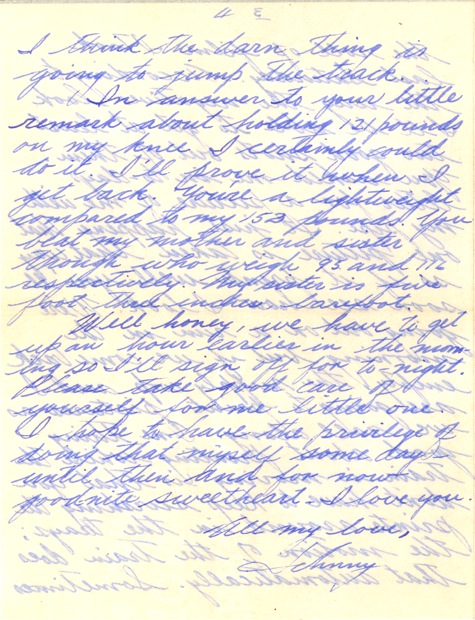 4
I think the darn thing is
going to jump the track.
In answer to your little
remark about holding 121 pounds
on my knee I certainly could
do it. I'll prove it when I
get back. You're a lightweight
compared to my 153 pounds. You
beat my mother and sister
though who weigh 95 and 112
respectively. My sister is five
foot three inches barefoot.
Well honey, we have to get
up an hour earlier in the morn-
ing so I'll sign off for to-night.
Please take good care of
yourself for me little one.
I hope to have the privilege of
doing that myself some day -
until then and for now -
goodnite sweetheart I love you
All my love,
Johnny